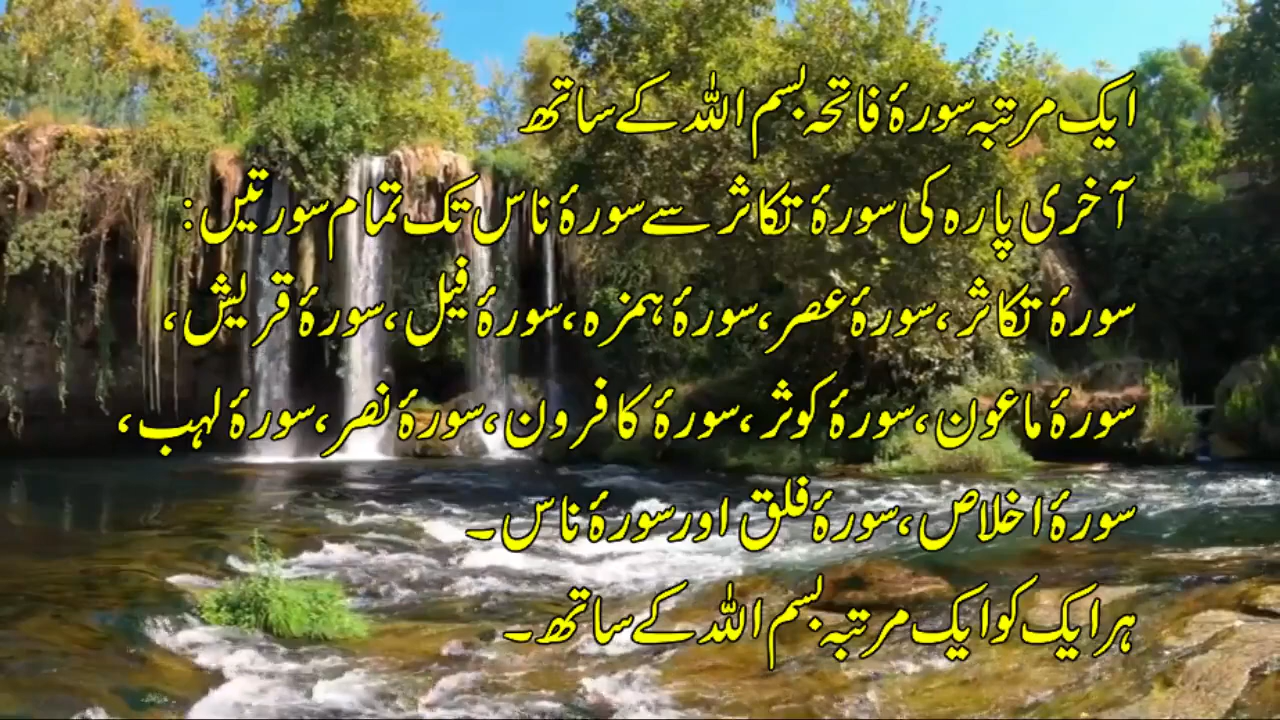 ایک مرتبہ سورۂ فاتحہ بسم اللہ کے ساتھ
آخری پارہ کی سورۂ تکاثر سے سورۂ ناس تک تمام سورتیں:
سورۂ تکاثر، سورۂ عصر، سورۂ ہمزہ، سورۂ فیل، سورۂ قریش،
سورۂ ماعون، سورۂ کوثر، سورۂ کافرون، سورۂ نصر، سورۂ لہب،
سورۂ اخلاص، سورۂ فلق اور سورۂ ناس۔
ہر ایک کو ایک مرتبہ بسم اللہ کے ساتھ۔